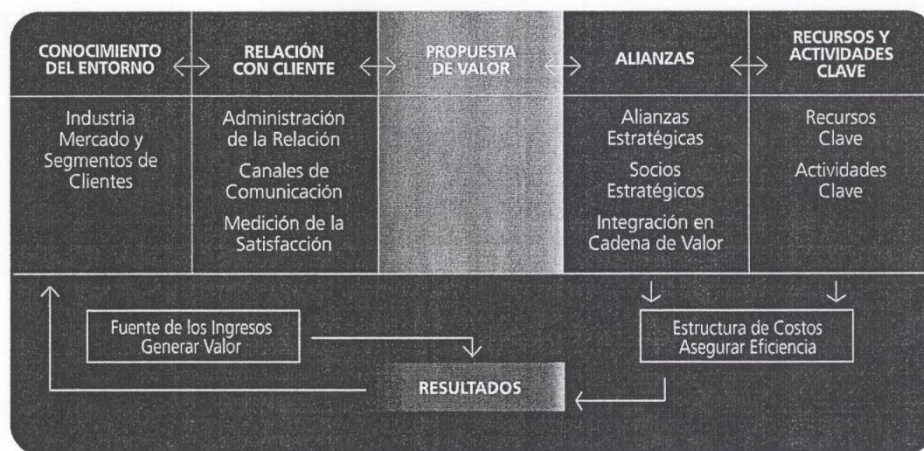 CONOCIMIENTO
DEL ENTORNO
RELACIÓN
CON CLIENTE
PROPUESTA
DE VALOR
ALIANZAS
RECURSOS Y
ACTIVIDADES
CLAVE
Industria
Mercado y
Segmentos de
Clientes
Administración
de la Relación
Canales de
Comunicación
Medición de la
Satisfacción
Alianzas
Estratégicas
Socios
Estratégicos
Integración en
Cadena de Valor
Recursos
Clave
Actividades
Clave
Fuente de los Ingresos
Generar Valor
Estructura de Costos
Asegurar Eficiencia
RESULTADOS